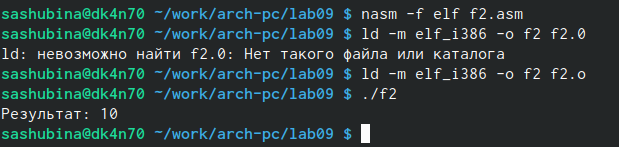 sashubina@dk4n70 ~/work/arch-pc/lab09 $ nasm -f elf f2.asm
sashubina@dk4n70 ~/work/arch-pc/lab09 $ ld -m elf_i386 -o f2 f2.0
ld: невозможно найти f2.0: Нет такого файла или каталога
sashubina@dk4n70 ~/work/arch-pc/lab09 $ ld -m elf_i386 -o f2 f2.o
sashubina@dk4n70 ~/work/arch-pc/lab09 $ ./f2
Результат: 10
sashubina@dk4n70 ~/work/arch-pc/lab09 $